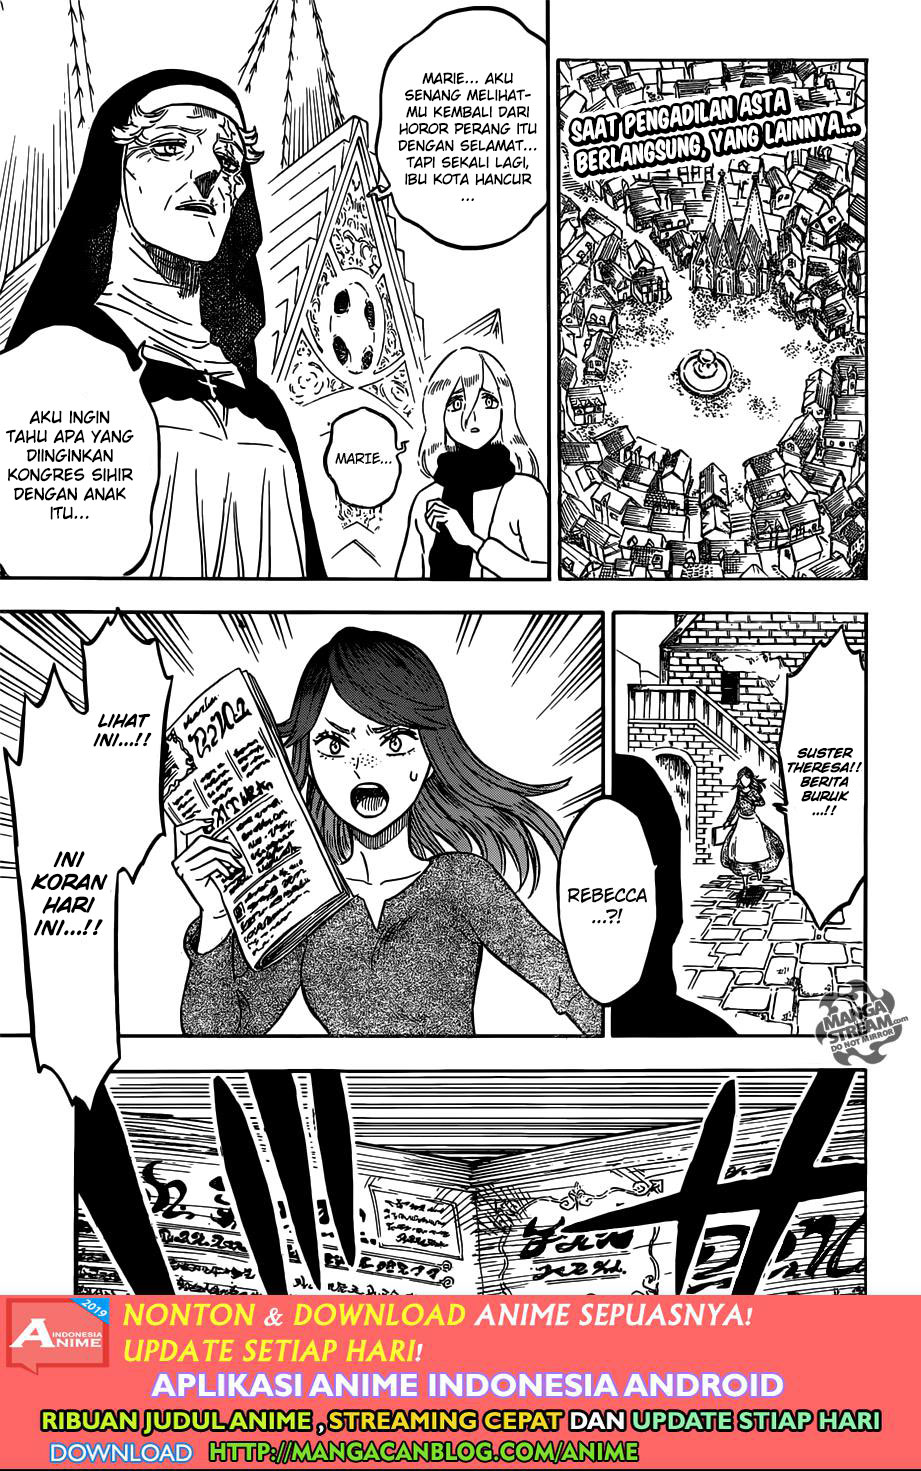 SAAT PENGADILAN ASTA
BERLANGSUNG, YANG LAINNYA...
MARIE... AKU
SENANG MELIHAT-
MU KEMBALI DARI
HOROR PERANG ITU
DENGAN SELAMAT...
TAPI SEKALI LAGI,
IBU KOTA HANCUR
...
MARIE...
AKU INGIN
TAHU APA YANG
DIINGINKAN
KONGRES SIHIR
DENGAN ANAK
ITU...
SUSTER
THERESA!!
BERITA
BURUK
...!!
REBECCA
...?!
LIHAT
INI...!!
INI
KORAN
HARI
INI...!!
MANGA
STREAM.com
DO NOT MIRROR
2019
INDONESIA
ANIME
NONTON & DOWNLOAD ANIME SEPUASNYA!
UPDATE SETIAP HARI!
APLIKASI ANIME INDONESIA ANDROID
RIBUAN JUDUL ANIME , STREAMING CEPAT DAN UPDATE STIAP HARI
DOWNLOAD HTTP://MANGACANBLOG.COM/ANIME